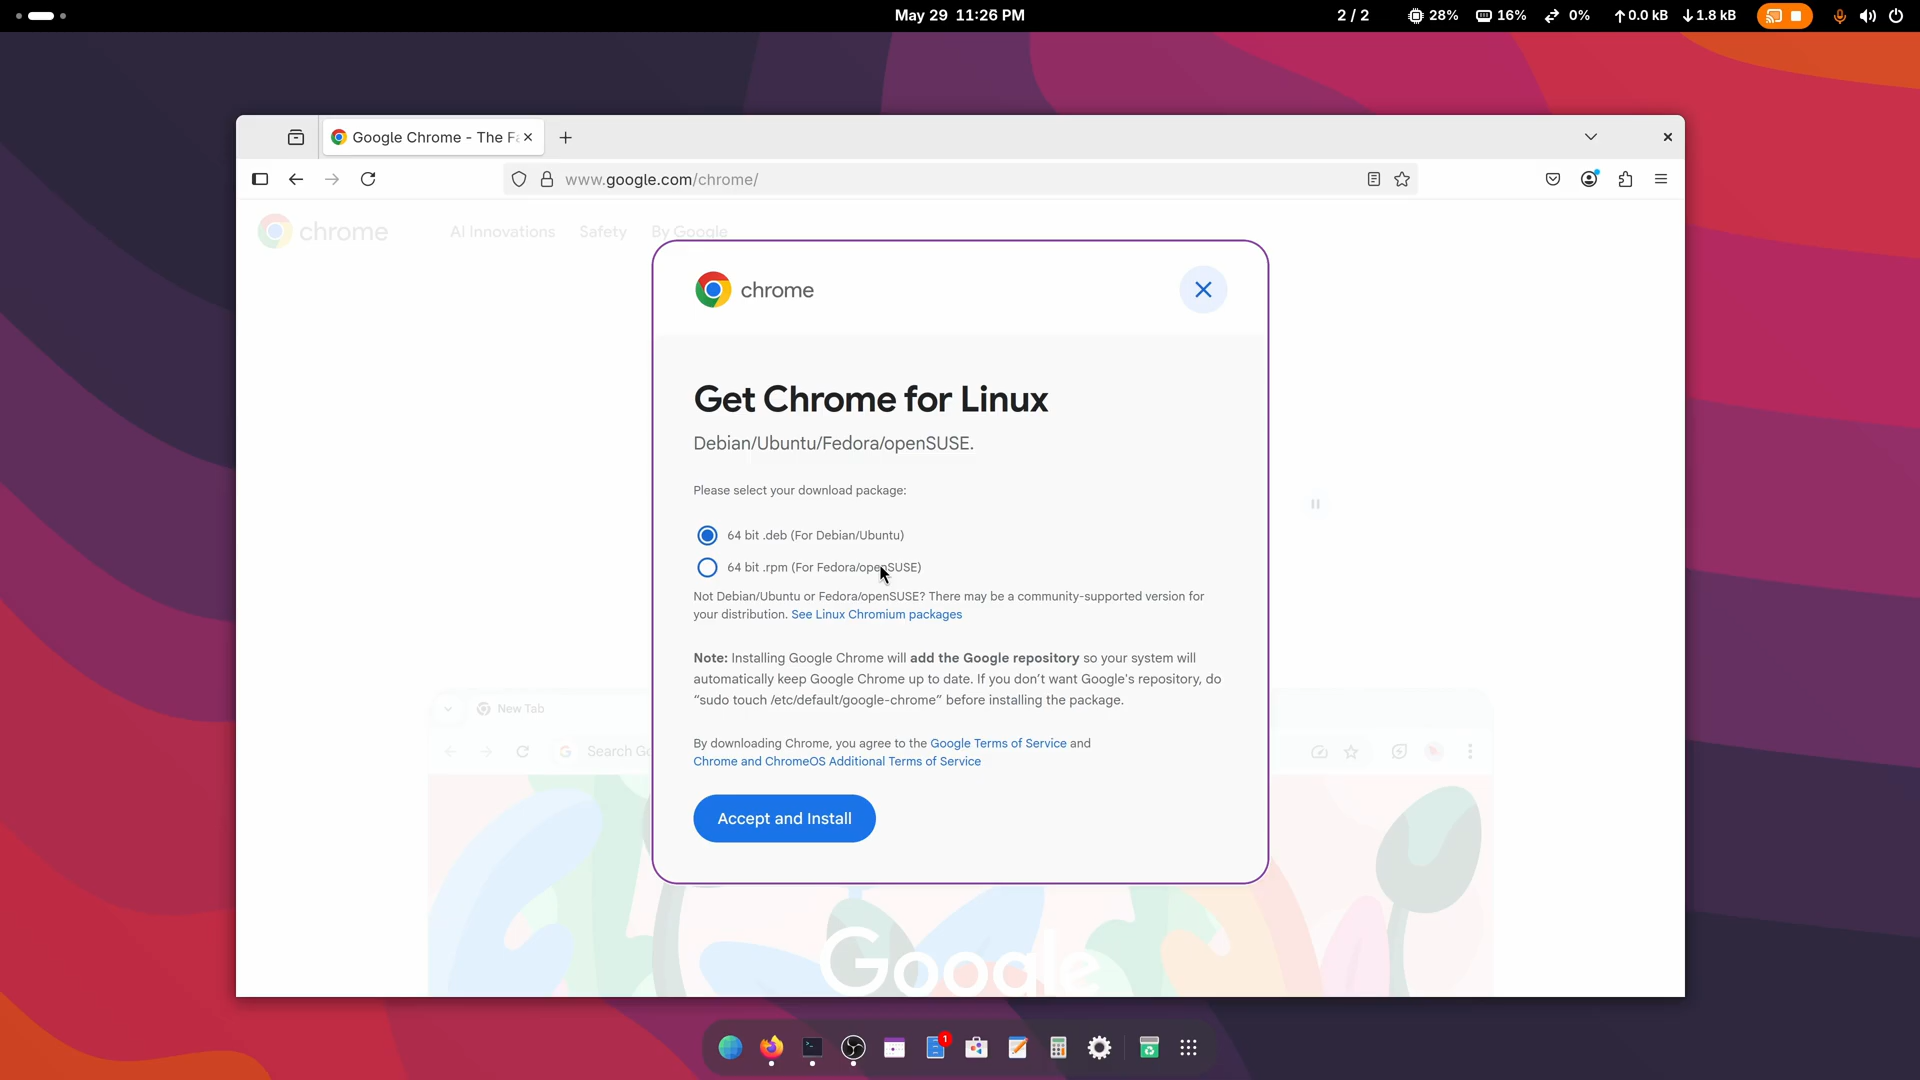 May 29 11:26 PM
2 / 2
28%
16%
0%
0.0 kB
1.8 kB
Google Chrome - The Fa
www.google.com/chrome/
chrome
AI Innovations
Safety
By Google
chrome
Get Chrome for Linux
Debian/Ubuntu/Fedora/openSUSE.
Please select your download package:
64 bit .deb (For Debian/Ubuntu)
64 bit .rpm (For Fedora/openSUSE)
Not Debian/Ubuntu or Fedora/openSUSE? There may be a community-supported version for
your distribution. See Linux Chromium packages
Note: Installing Google Chrome will add the Google repository so your system will
automatically keep Google Chrome up to date. If you don’t want Google's repository, do
“sudo touch /etc/default/google-chrome” before installing the package.
New Tab
Search Go
By downloading Chrome, you agree to the Google Terms of Service and
Chrome and ChromeOS Additional Terms of Service
Accept and Install
Google
1